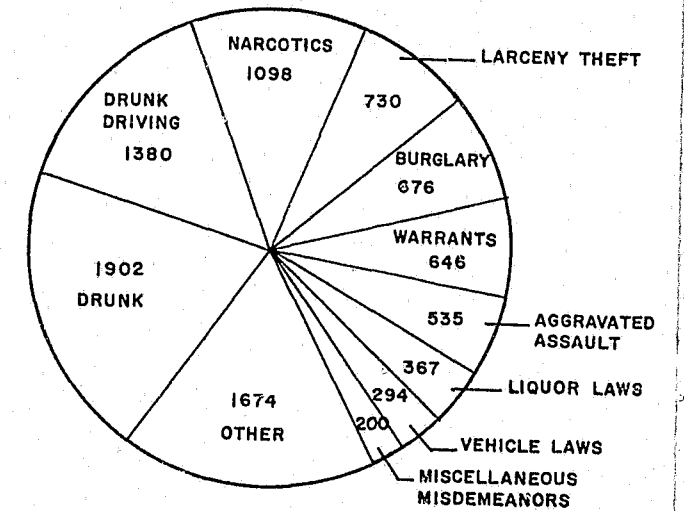 NARCOTICS
1098
LARCENY THEFT
730
DRUNK
DRIVING
1380
BURGLARY
676
WARRANTS
646
1902
DRUNK
535
AGGRAVATED
ASSAULT
367
LIQUOR LAWS
294
VEHICLE LAWS
200
MISCELLANEOUS
MISDEMEANORS
1674
OTHER